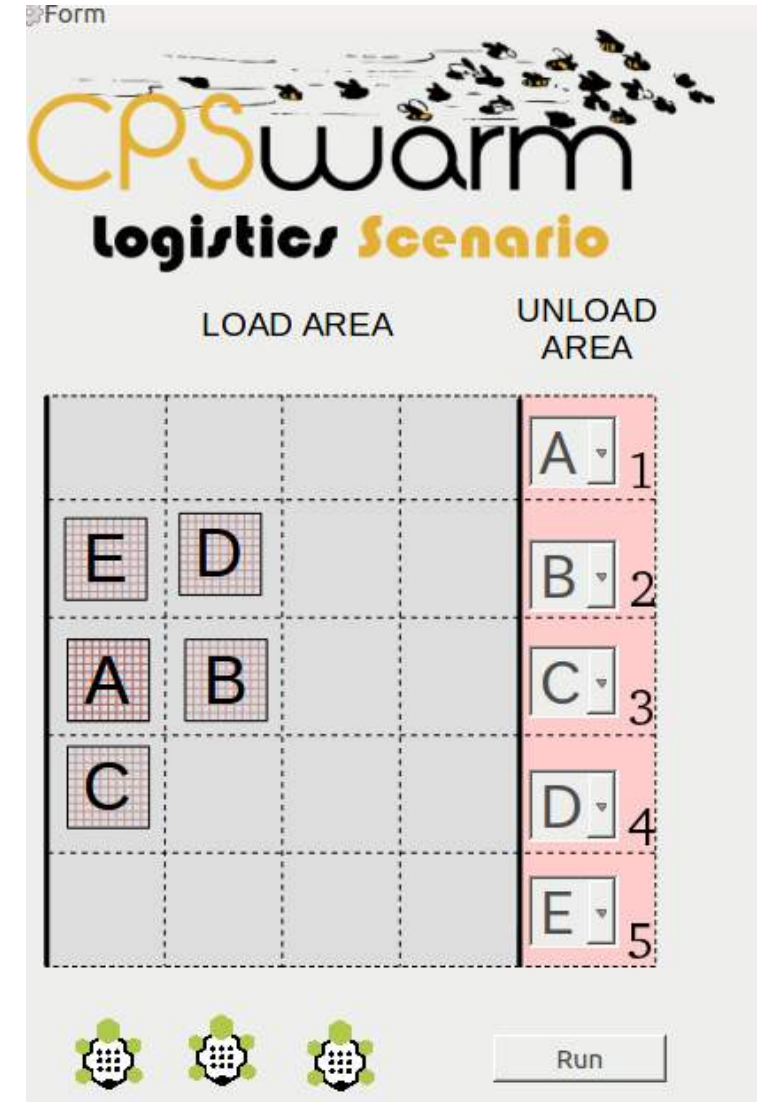 Form
CPSwarm
Logistics Scenario
LOAD AREA
UNLOAD
AREA
A 1
E D
B 2
A B
C 3
C
D 4
E 5
Run